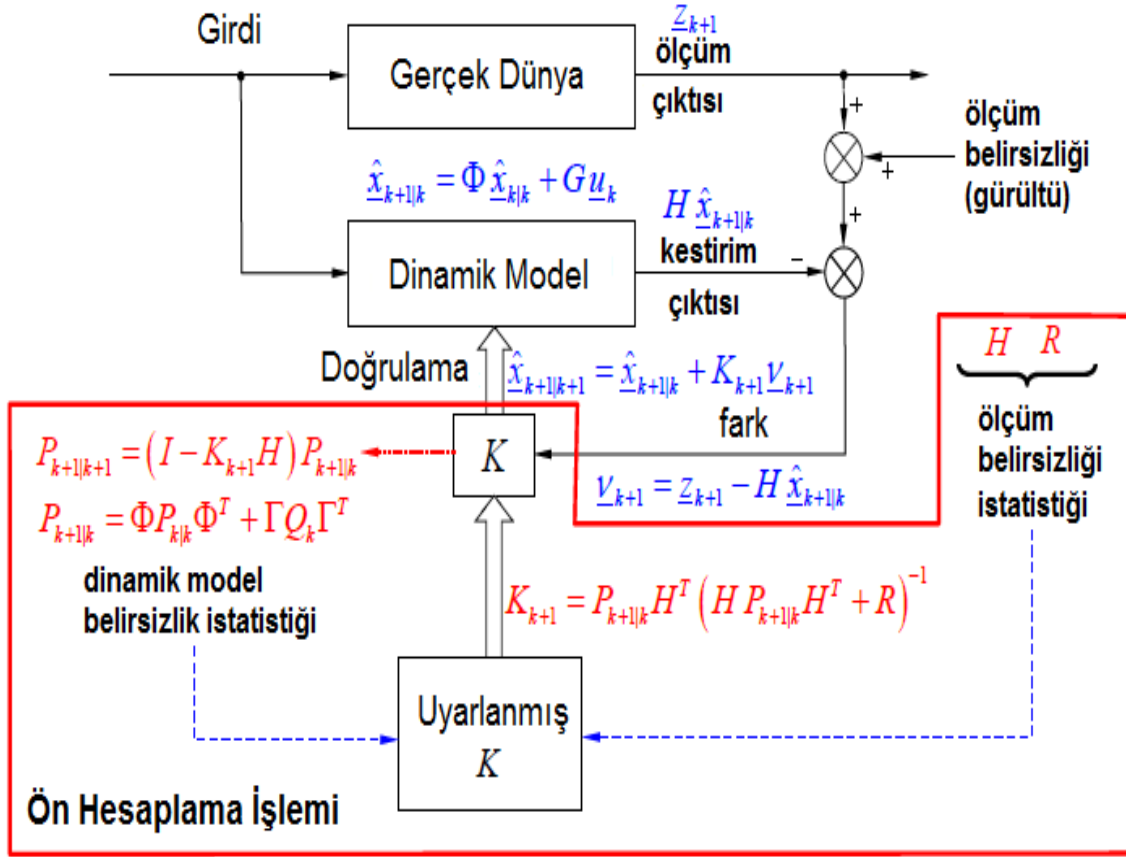 Girdi
z_{k+1}
ölçüm
çıktısı
Gerçek Dünya
+
+
+
ölçüm
belirsizliği
(gürültü)
x̂_{k+1|k} = Φ x̂_{k|k} + G u_k
H x̂_{k+1|k}
kestirim
çıktısı
−
Dinamik Model
Doğrulama
x̂_{k+1|k+1} = x̂_{k+1|k} + K_{k+1} ν_{k+1}
fark
ν_{k+1} = z_{k+1} − H x̂_{k+1|k}
H R
ölçüm
belirsizliği
istatistiği
K
P_{k+1|k+1} = (I − K_{k+1} H) P_{k+1|k}
P_{k+1|k} = Φ P_{k|k} Φ^T + Γ Q_k Γ^T
dinamik model
belirsizlik istatistiği
K_{k+1} = P_{k+1|k} H^T (H P_{k+1|k} H^T + R)^{−1}
Uyarlanmış
K
Ön Hesaplama İşlemi